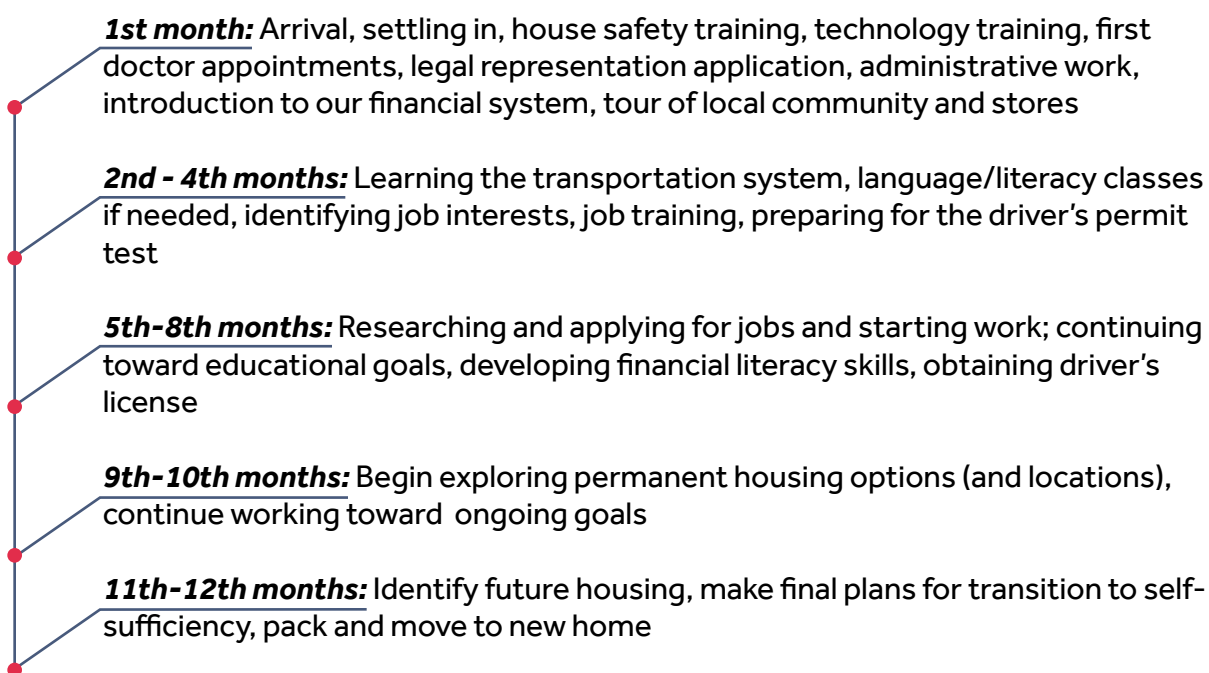 1st month: Arrival, settling in, house safety training, technology training, first
doctor appointments, legal representation application, administrative work,
introduction to our financial system, tour of local community and stores
2nd - 4th months: Learning the transportation system, language/literacy classes
if needed, identifying job interests, job training, preparing for the driver's permit
test
5th-8th months: Researching and applying for jobs and starting work; continuing
toward educational goals, developing financial literacy skills, obtaining driver's
license
9th-10th months: Begin exploring permanent housing options (and locations),
continue working toward ongoing goals
11th-12th months: Identify future housing, make final plans for transition to self-
sufficiency, pack and move to new home